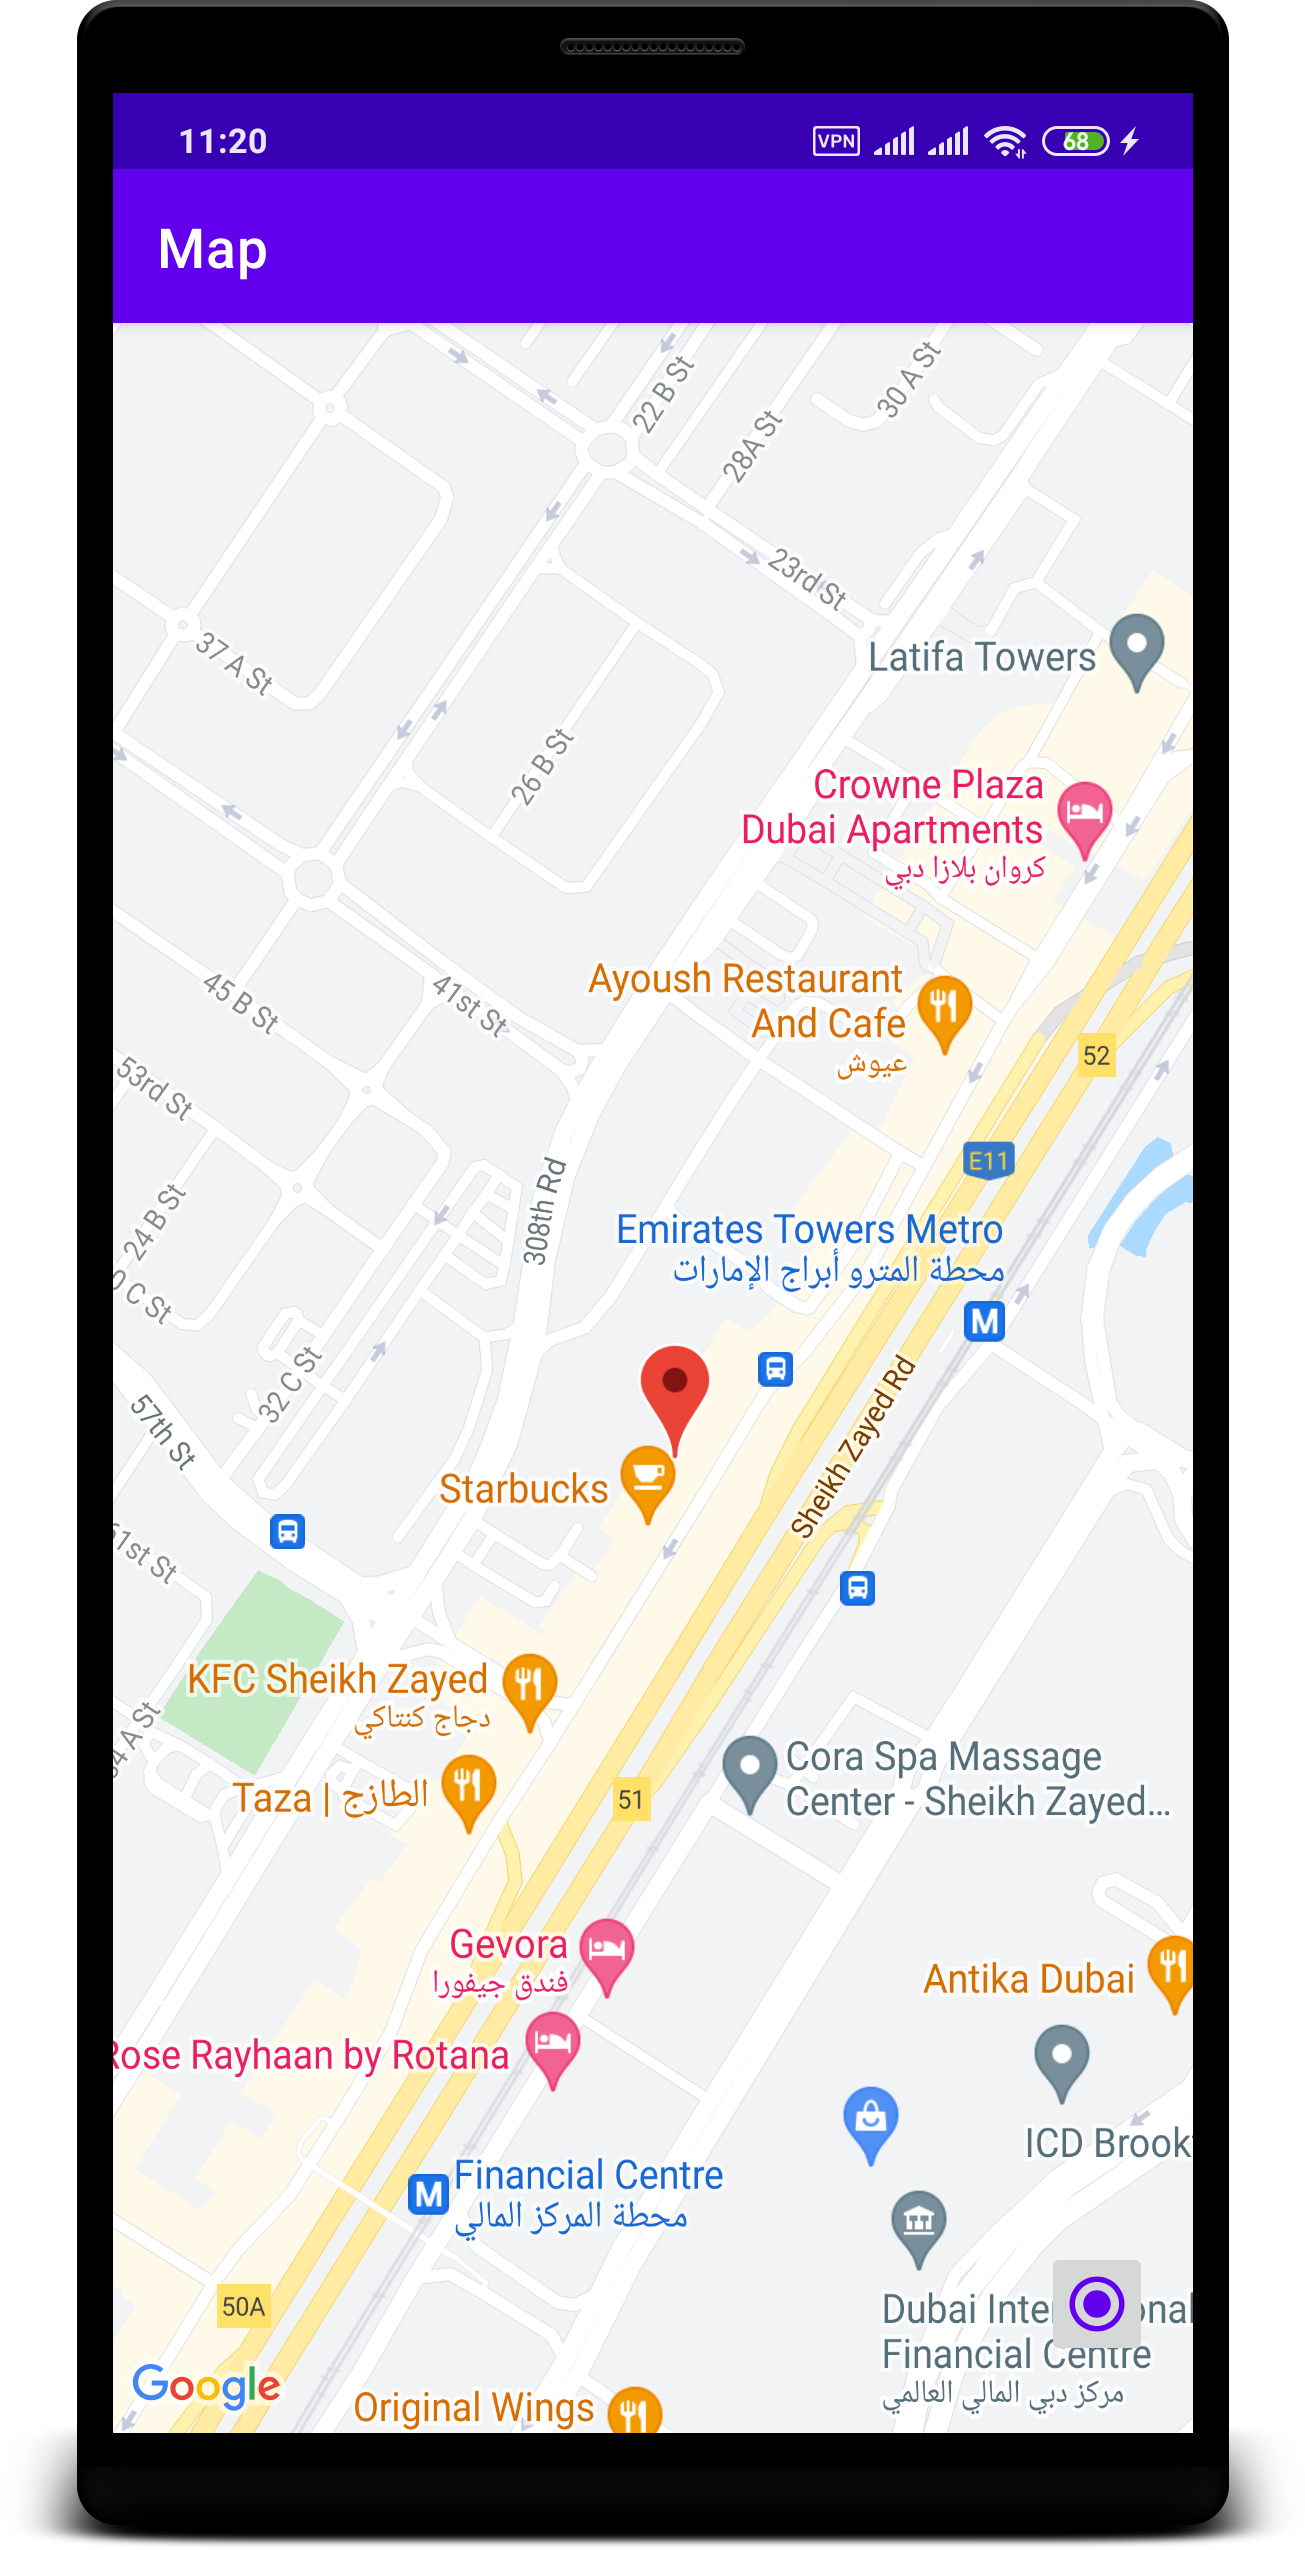 11:20
VPN
68
Map
22 B St
30 A St
28A St
23rd St
37 A St
Latifa Towers
26 B St
Crowne Plaza
Dubai Apartments
كروان بلازا دبي
Ayoush Restaurant
And Cafe
عيوش
45 B St
41st St
52
53rd St
E11
308th Rd
24 B St
Emirates Towers Metro
محطة المترو أبراج الإمارات
M
C St
32 C St
Sheikh Zayed Rd
57th St
Starbucks
1st St
KFC Sheikh Zayed
دجاج كنتاكي
A St
Taza | الطازج
51
Cora Spa Massage
Center - Sheikh Zayed...
Gevora
فندق جيفورا
Antika Dubai
Rose Rayhaan by Rotana
ICD Brook
M
Financial Centre
محطة المركز المالي
50A
Dubai Inte onal
Financial Centre
مركز دبي المالي العالمي
Google
Original Wings